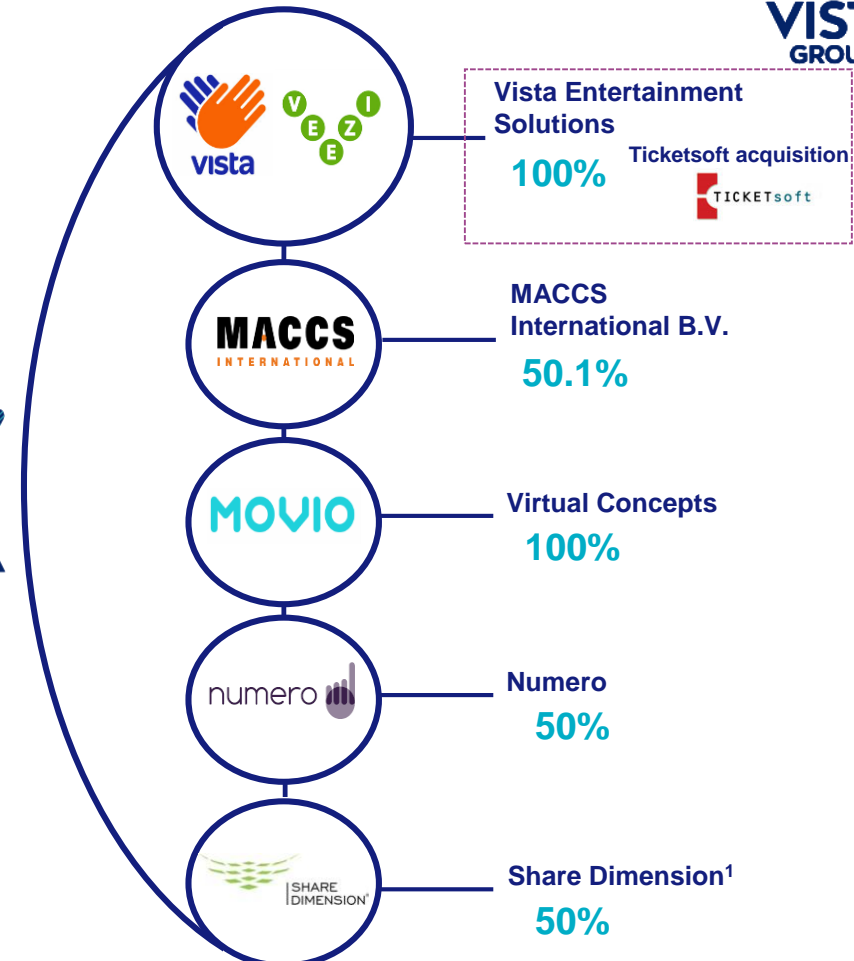 VIST
GROU
Vista Entertainment
Solutions
100%
Ticketsoft acquisition
TICKETsoft
vista
VEEZI
MACCS
INTERNATIONAL
MACCS
International B.V.
50.1%
MOVIO
Virtual Concepts
100%
numero
Numero
50%
SHARE
DIMENSION
Share Dimension¹
50%